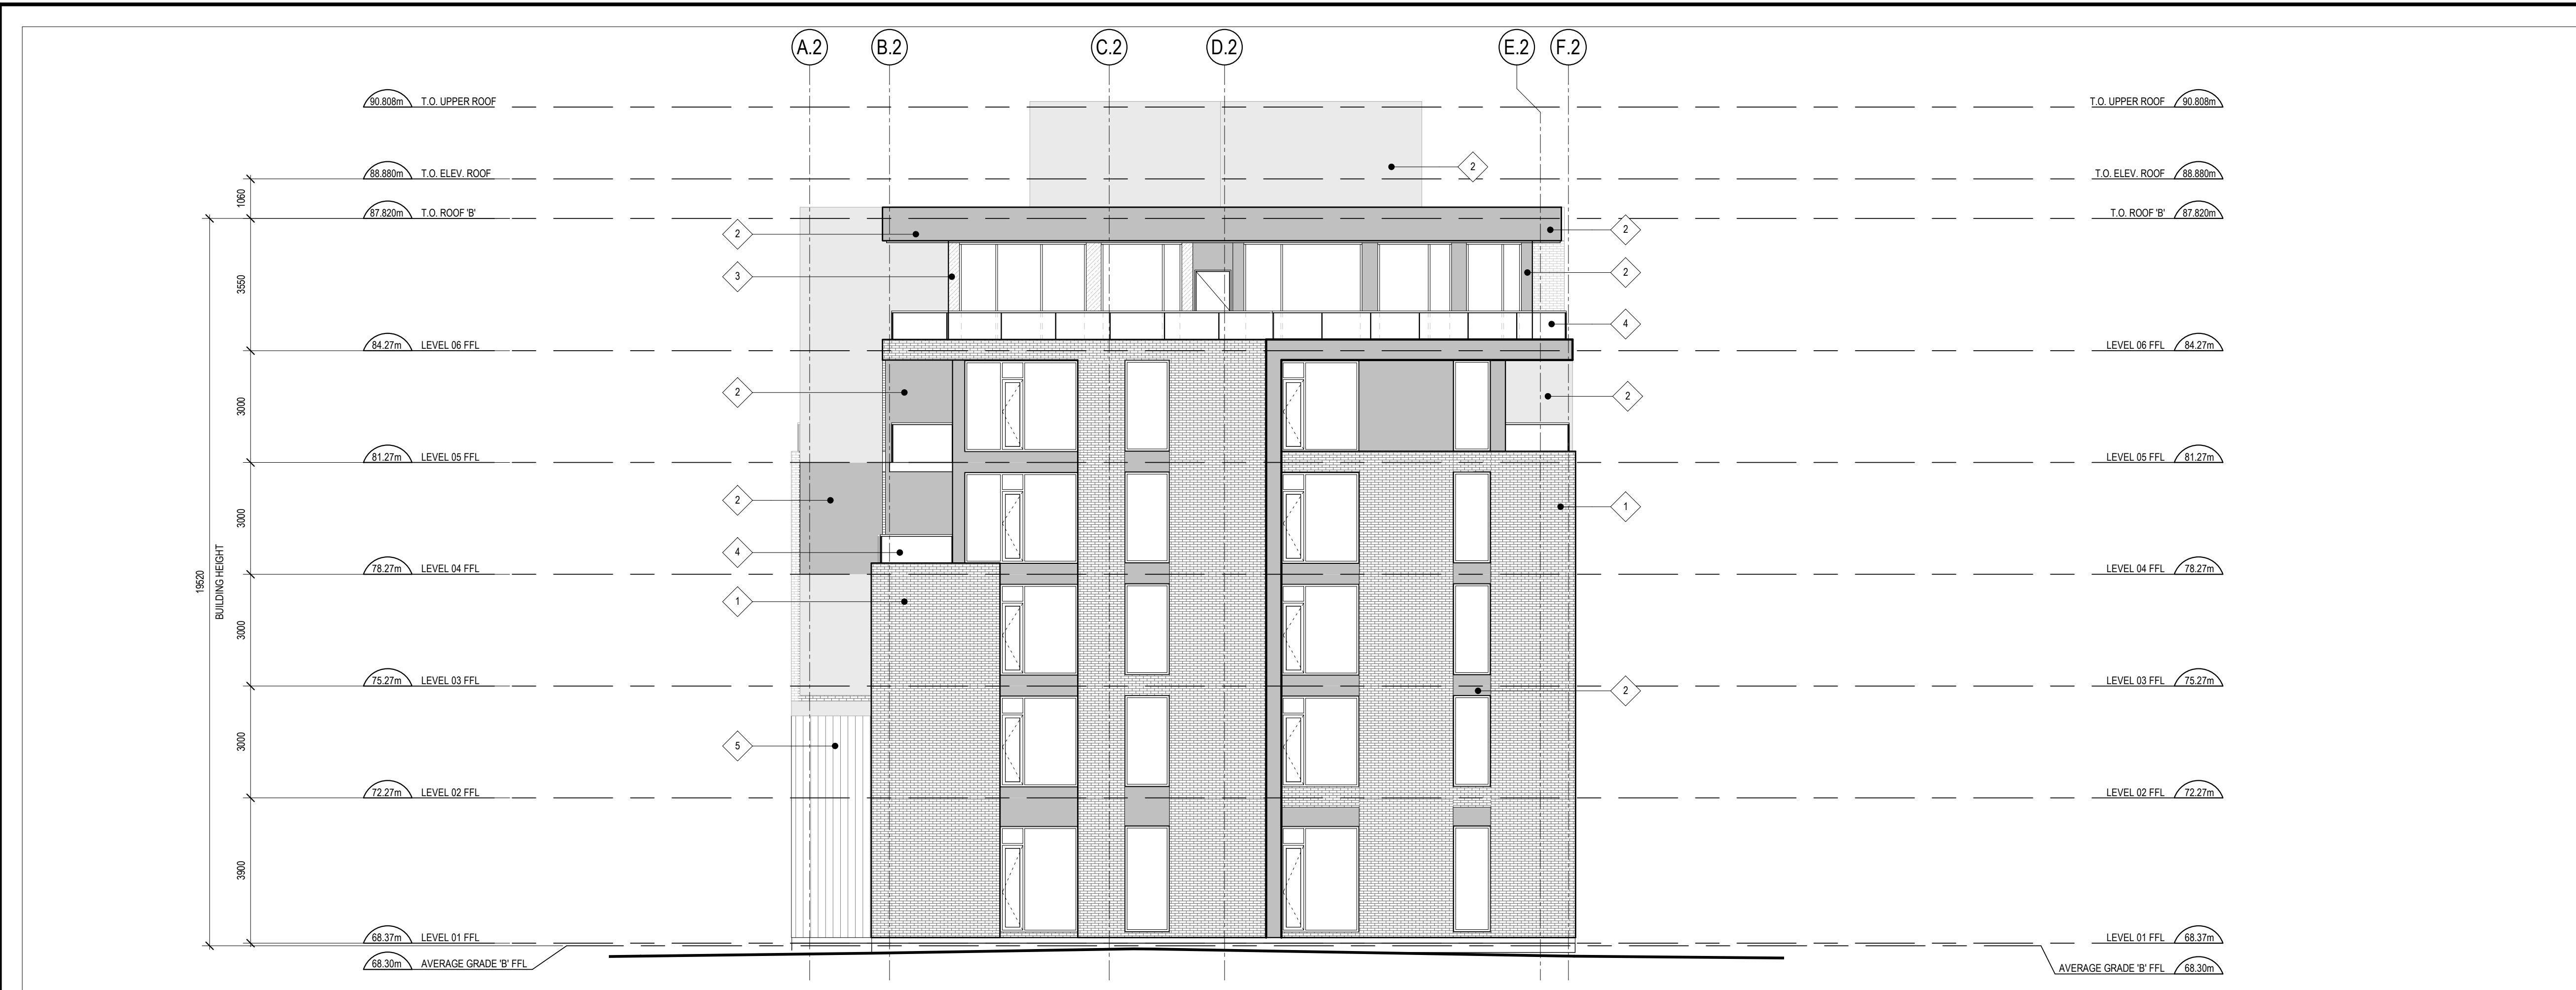 A.2 B.2 C.2 D.2 E.2 F.2
90.808m T.O. UPPER ROOF T.O. UPPER ROOF 90.808m
2
88.880m T.O. ELEV. ROOF T.O. ELEV. ROOF 88.880m
1060
87.820m T.O. ROOF 'B' T.O. ROOF 'B' 87.820m
2 2
3550 3 2
4
84.27m LEVEL 06 FFL LEVEL 06 FFL 84.27m
3000 2 2
81.27m LEVEL 05 FFL LEVEL 05 FFL 81.27m
3000 2 1
4
78.27m LEVEL 04 FFL LEVEL 04 FFL 78.27m
19520
BUILDING HEIGHT
1
3000
75.27m LEVEL 03 FFL LEVEL 03 FFL 75.27m
2
3000 5
72.27m LEVEL 02 FFL LEVEL 02 FFL 72.27m
3900
68.37m LEVEL 01 FFL LEVEL 01 FFL 68.37m
68.30m AVERAGE GRADE 'B' FFL AVERAGE GRADE 'B' FFL 68.30m